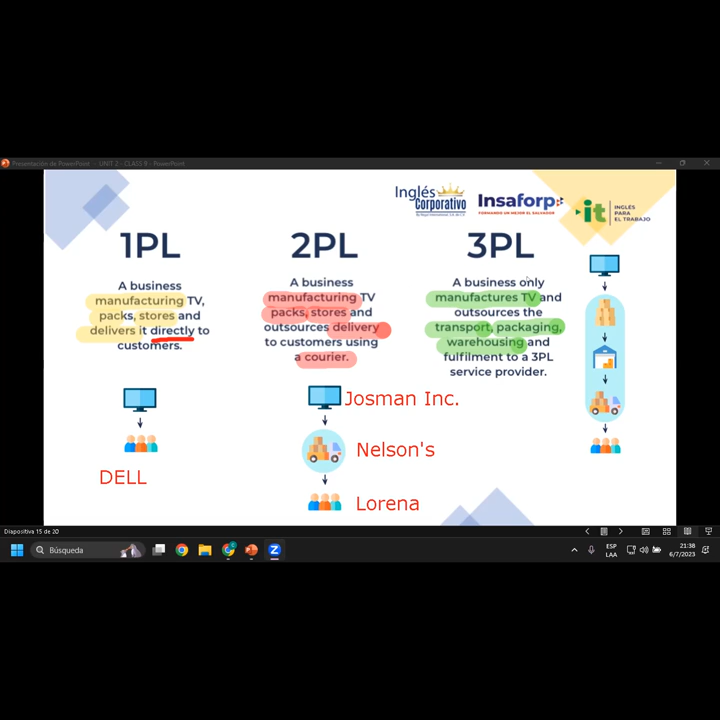 Presentación de PowerPoint - UNIT 2 - CLASS 9 - PowerPoint
Inglés
Corporativo
Insaforp
FORMANDO UN MEJOR EL SALVADOR
it
INGLÉS
PARA
EL TRABAJO
1PL
A business
manufacturing TV,
packs, stores and
delivers it directly to
customers.
DELL
2PL
A business
manufacturing TV
packs, stores and
outsources delivery
to customers using
a courier.
Josman Inc.
Nelson's
Lorena
3PL
A business only
manufactures TV and
outsources the
transport, packaging,
warehousing and
fulfilment to a 3PL
service provider.
Diapositiva 15 de 20
Búsqueda
ESP
LAA
21:38
6/7/2023